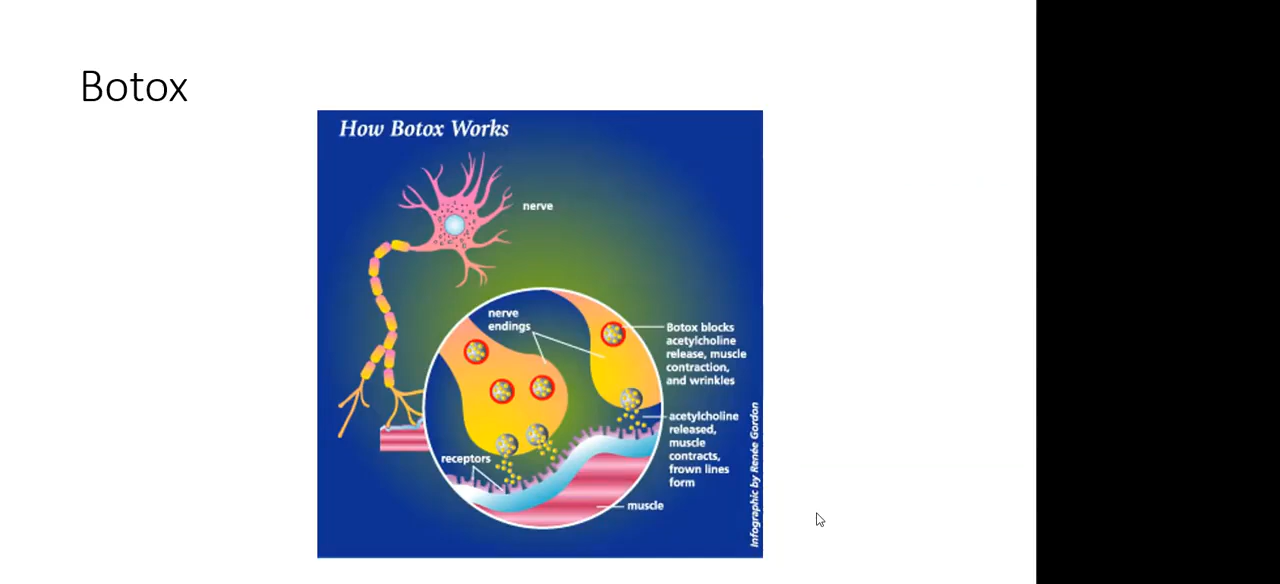 Botox
How Botox Works
nerve
nerve
endings
Botox blocks
acetylcholine
release, muscle
contraction,
and wrinkles
acetylcholine
released,
muscle
contracts,
frown lines
form
receptors
muscle
Infographic by Renée Gordon